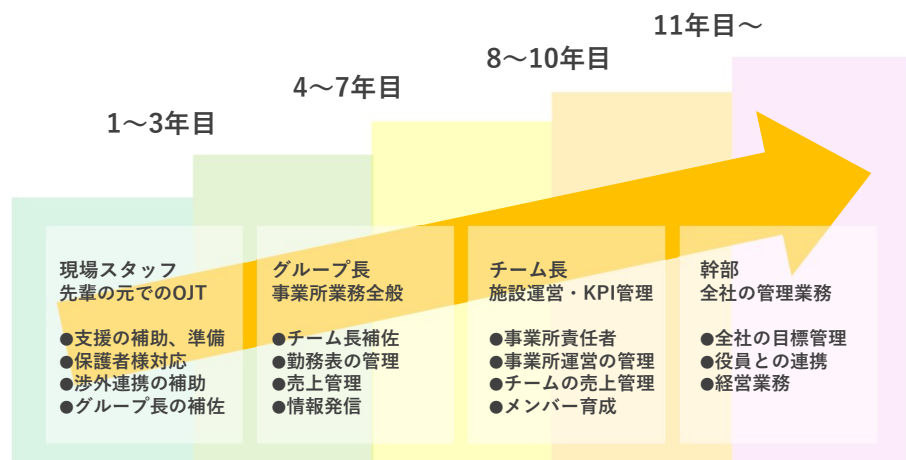 1～3年目
4～7年目
8～10年目
11年目～
現場スタッフ
先輩の元でのOJT
●支援の補助、準備
●保護者様対応
●渉外連携の補助
●グループ長の補佐
グループ長
事業所業務全般
●チーム長補佐
●勤務表の管理
●売上管理
●情報発信
チーム長
施設運営・KPI管理
●事業所責任者
●事業所運営の管理
●チームの売上管理
●メンバー育成
幹部
全社の管理業務
●全社の目標管理
●役員との連携
●経営業務